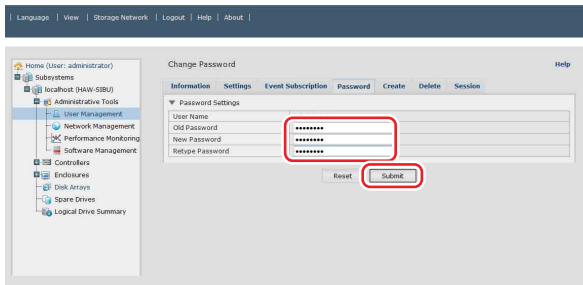 | Language | View | Storage Network | Logout | Help | About |
Home (User: administrator)
Subsystems
localhost (HAW-SIBU)
Administrative Tools
User Management
Network Management
Performance Monitoring
Software Management
Controllers
Enclosures
Disk Arrays
Spare Drives
Logical Drive Summary
Change Password Help
Information Settings Event Subscription Password Create Delete Session
▼ Password Settings
User Name
Old Password ••••••••
New Password ••••••••
Retype Password ••••••••
Reset Submit